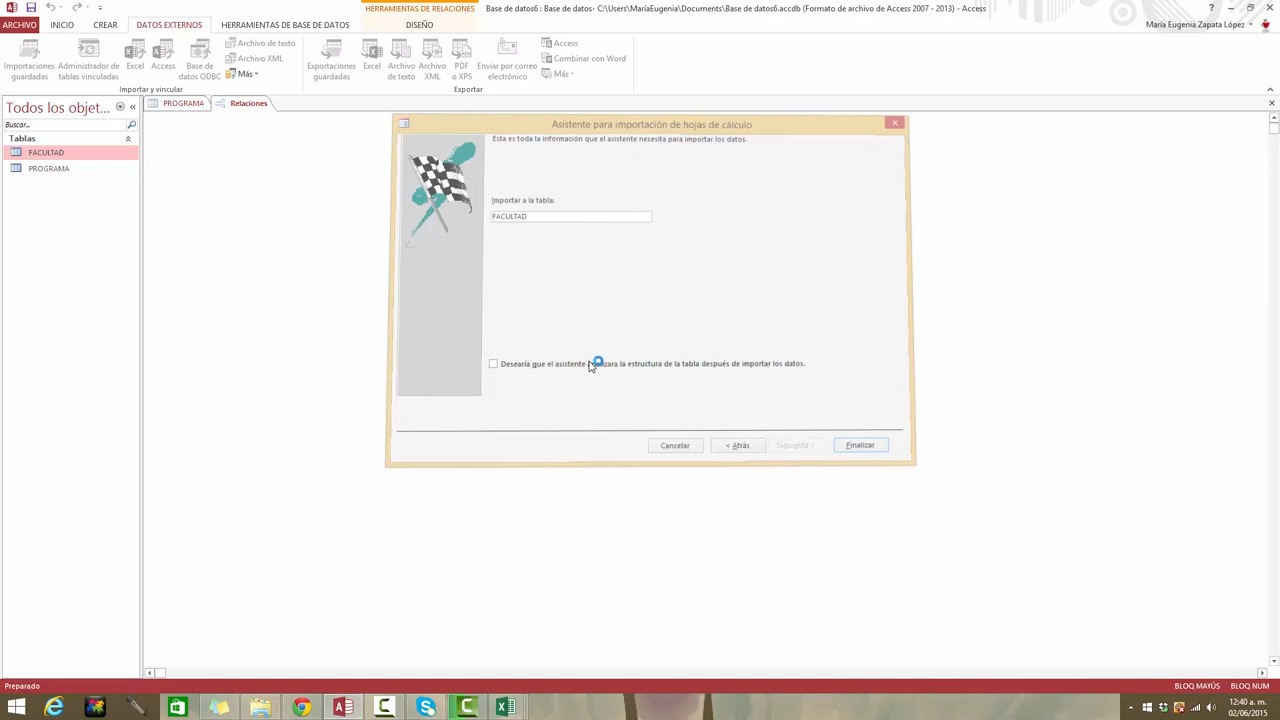 HERRAMIENTAS DE RELACIONES
Base de datos6 : Base de datos- C:\Users\MaríaEugenia\Documents\Base de datos6.accdb (Formato de archivo de Access 2007 - 2013) - Access
ARCHIVO INICIO CREAR DATOS EXTERNOS HERRAMIENTAS DE BASE DE DATOS DISEÑO
María Eugenia Zapata López
Importaciones guardadas
Administrador de tablas vinculadas
Excel
Access
Base de datos ODBC
Archivo de texto
Archivo XML
Más
Importar y vincular
Exportaciones guardadas
Excel
Archivo de texto
Archivo XML
PDF o XPS
Enviar por correo electrónico
Access
Combinar con Word
Más
Exportar
Todos los objet...
PROGRAMA
Relaciones
Buscar...
Tablas
FACULTAD
PROGRAMA
Asistente para importación de hojas de cálculo
Esta es toda la información que el asistente necesita para importar los datos.
Importar a la tabla:
FACULTAD
Desearía que el asistente la estructura de la tabla después de importar los datos.
Cancelar
< Atrás
Siguiente >
Finalizar
Preparado
BLOQ MAYÚS BLOQ NUM
12:40 a. m.
02/06/2015